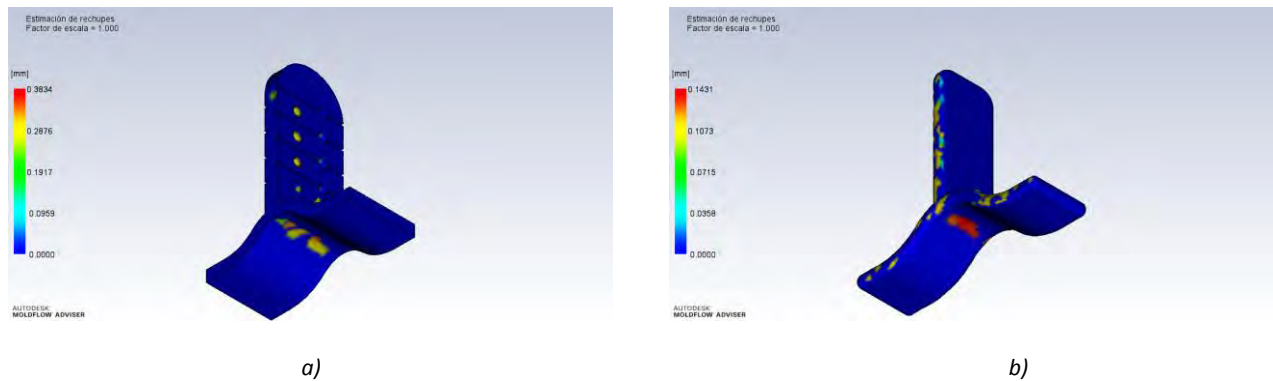 Estimación de rechupes
Factor de escala = 1.000
[mm]
0.3834
0.2876
0.1917
0.0959
0.0000
AUTODESK
MOLDFLOW ADVISER
a)
Estimación de rechupes
Factor de escala = 1.000
[mm]
0.1431
0.1073
0.0715
0.0358
0.0000
AUTODESK
MOLDFLOW ADVISER
b)